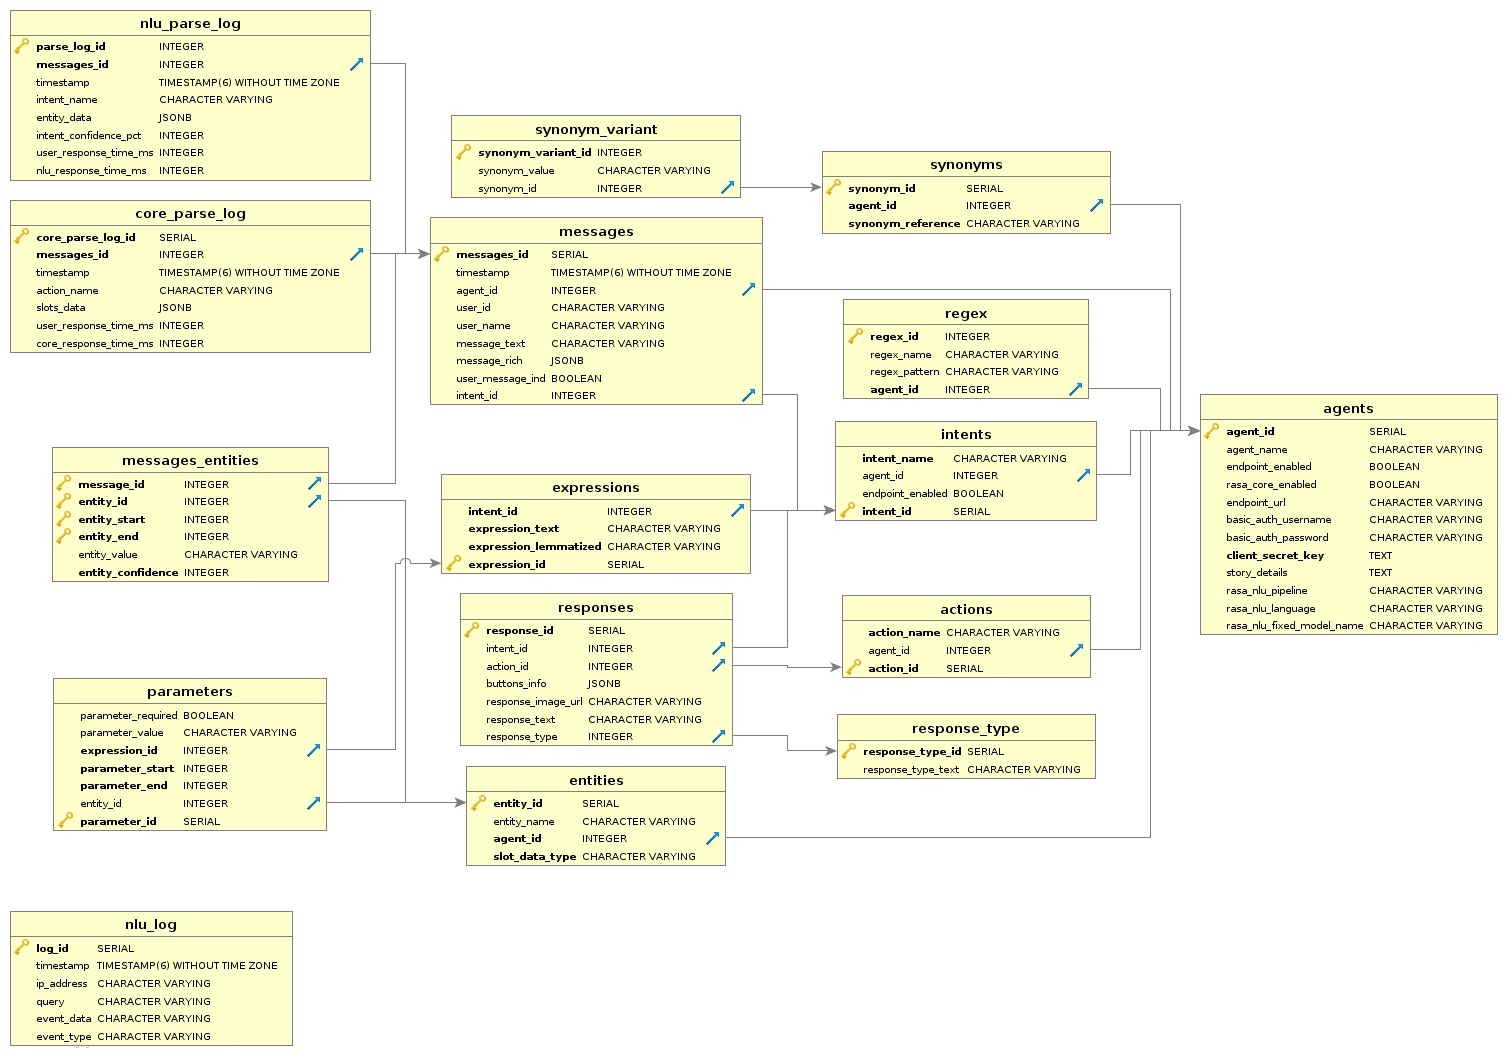 nlu_parse_log
parse_log_id INTEGER
messages_id INTEGER
timestamp TIMESTAMP(6) WITHOUT TIME ZONE
intent_name CHARACTER VARYING
entity_data JSONB
intent_confidence_pct INTEGER
user_response_time_ms INTEGER
nlu_response_time_ms INTEGER
core_parse_log
core_parse_log_id SERIAL
messages_id INTEGER
timestamp TIMESTAMP(6) WITHOUT TIME ZONE
action_name CHARACTER VARYING
slots_data JSONB
user_response_time_ms INTEGER
core_response_time_ms INTEGER
synonym_variant
synonym_variant_id INTEGER
synonym_value CHARACTER VARYING
synonym_id INTEGER
synonyms
synonym_id SERIAL
agent_id INTEGER
synonym_reference CHARACTER VARYING
messages
messages_id SERIAL
timestamp TIMESTAMP(6) WITHOUT TIME ZONE
agent_id INTEGER
user_id CHARACTER VARYING
user_name CHARACTER VARYING
message_text CHARACTER VARYING
message_rich JSONB
user_message_ind BOOLEAN
intent_id INTEGER
regex
regex_id INTEGER
regex_name CHARACTER VARYING
regex_pattern CHARACTER VARYING
agent_id INTEGER
agents
agent_id SERIAL
agent_name CHARACTER VARYING
endpoint_enabled BOOLEAN
rasa_core_enabled BOOLEAN
endpoint_url CHARACTER VARYING
basic_auth_username CHARACTER VARYING
basic_auth_password CHARACTER VARYING
client_secret_key TEXT
story_details TEXT
rasa_nlu_pipeline CHARACTER VARYING
rasa_nlu_language CHARACTER VARYING
rasa_nlu_fixed_model_name CHARACTER VARYING
intents
intent_name CHARACTER VARYING
agent_id INTEGER
endpoint_enabled BOOLEAN
intent_id SERIAL
messages_entities
message_id INTEGER
entity_id INTEGER
entity_start INTEGER
entity_end INTEGER
entity_value CHARACTER VARYING
entity_confidence INTEGER
expressions
intent_id INTEGER
expression_text CHARACTER VARYING
expression_lemmatized CHARACTER VARYING
expression_id SERIAL
responses
response_id SERIAL
intent_id INTEGER
action_id INTEGER
buttons_info JSONB
response_image_url CHARACTER VARYING
response_text CHARACTER VARYING
response_type INTEGER
actions
action_name CHARACTER VARYING
agent_id INTEGER
action_id SERIAL
parameters
parameter_required BOOLEAN
parameter_value CHARACTER VARYING
expression_id INTEGER
parameter_start INTEGER
parameter_end INTEGER
entity_id INTEGER
parameter_id SERIAL
response_type
response_type_id SERIAL
response_type_text CHARACTER VARYING
entities
entity_id SERIAL
entity_name CHARACTER VARYING
agent_id INTEGER
slot_data_type CHARACTER VARYING
nlu_log
log_id SERIAL
timestamp TIMESTAMP(6) WITHOUT TIME ZONE
ip_address CHARACTER VARYING
query CHARACTER VARYING
event_data CHARACTER VARYING
event_type CHARACTER VARYING